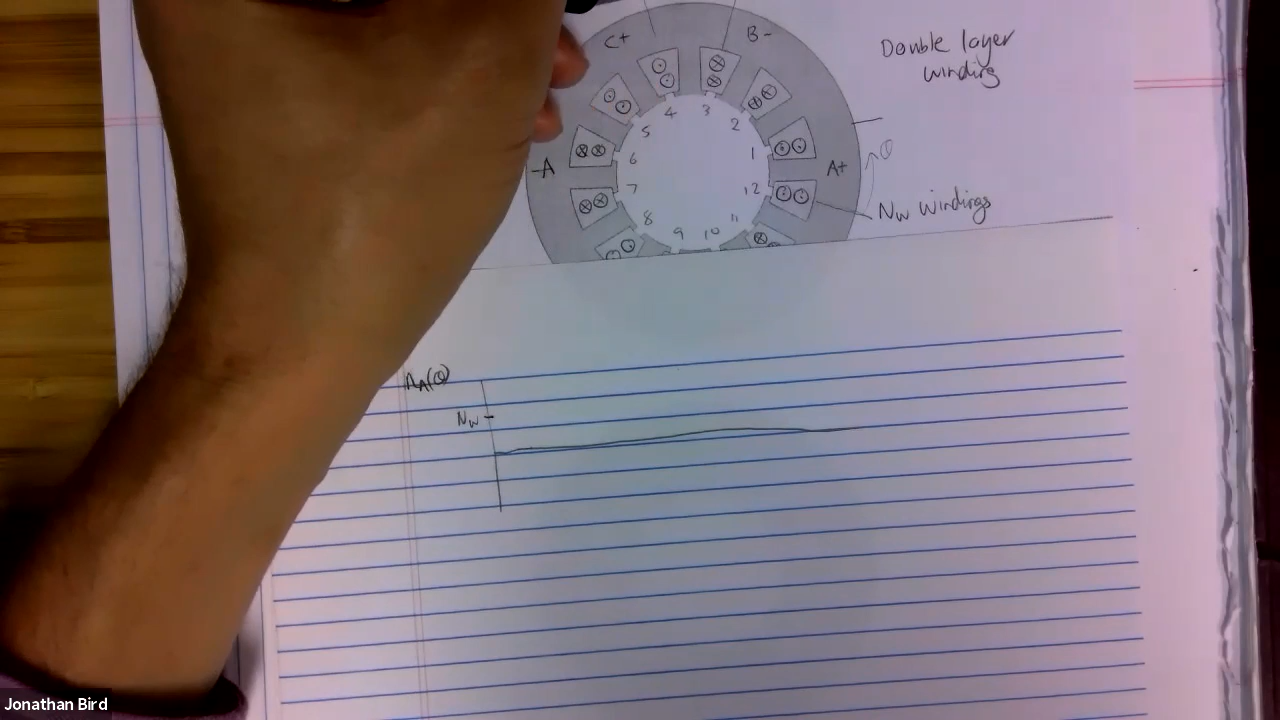 C+
B-
Double layer
winding
4
3
5
2
6
1
-A
A+
θ
7
12
Nw windings
8
11
9
10
nA(θ)
Nw
Jonathan Bird